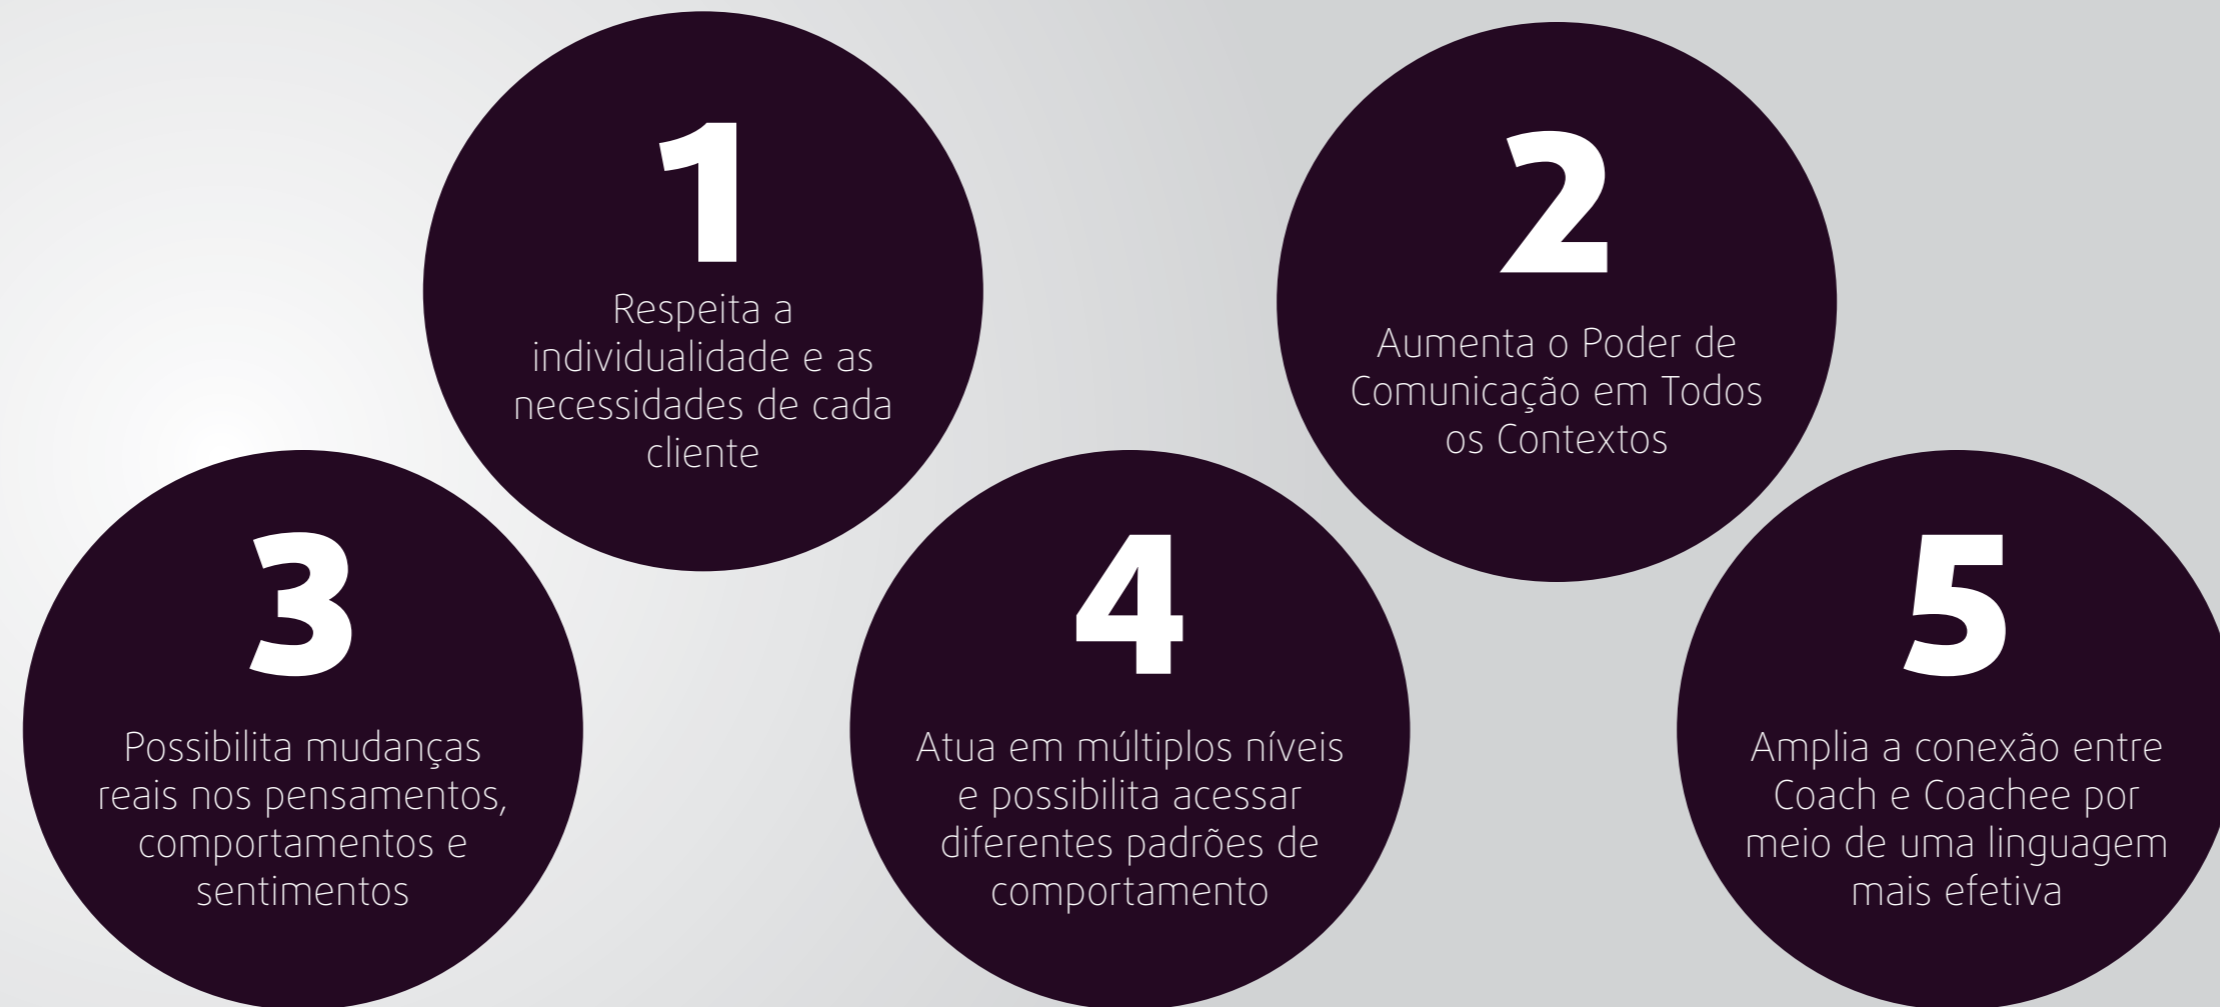 1
Respeita a
individualidade e as
necessidades de cada
cliente
2
Aumenta o Poder de
Comunicação em Todos
os Contextos
3
Possibilita mudanças
reais nos pensamentos,
comportamentos e
sentimentos
4
Atua em múltiplos níveis
e possibilita acessar
diferentes padrões de
comportamento
5
Amplia a conexão entre
Coach e Coachee por
meio de uma linguagem
mais efetiva